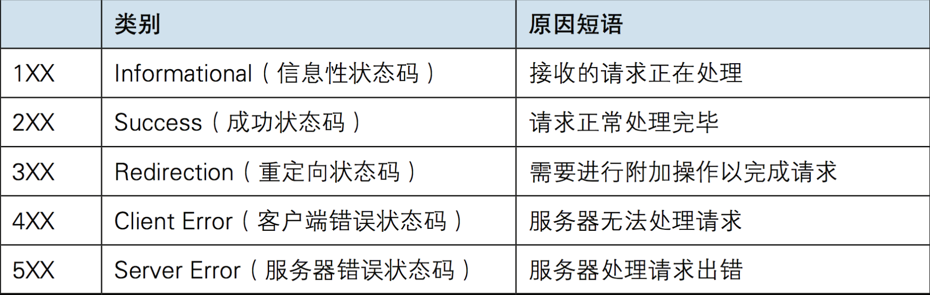 类别 原因短语
1XX Informational（信息性状态码） 接收的请求正在处理
2XX Success（成功状态码） 请求正常处理完毕
3XX Redirection（重定向状态码） 需要进行附加操作以完成请求
4XX Client Error（客户端错误状态码） 服务器无法处理请求
5XX Server Error（服务器错误状态码） 服务器处理请求出错